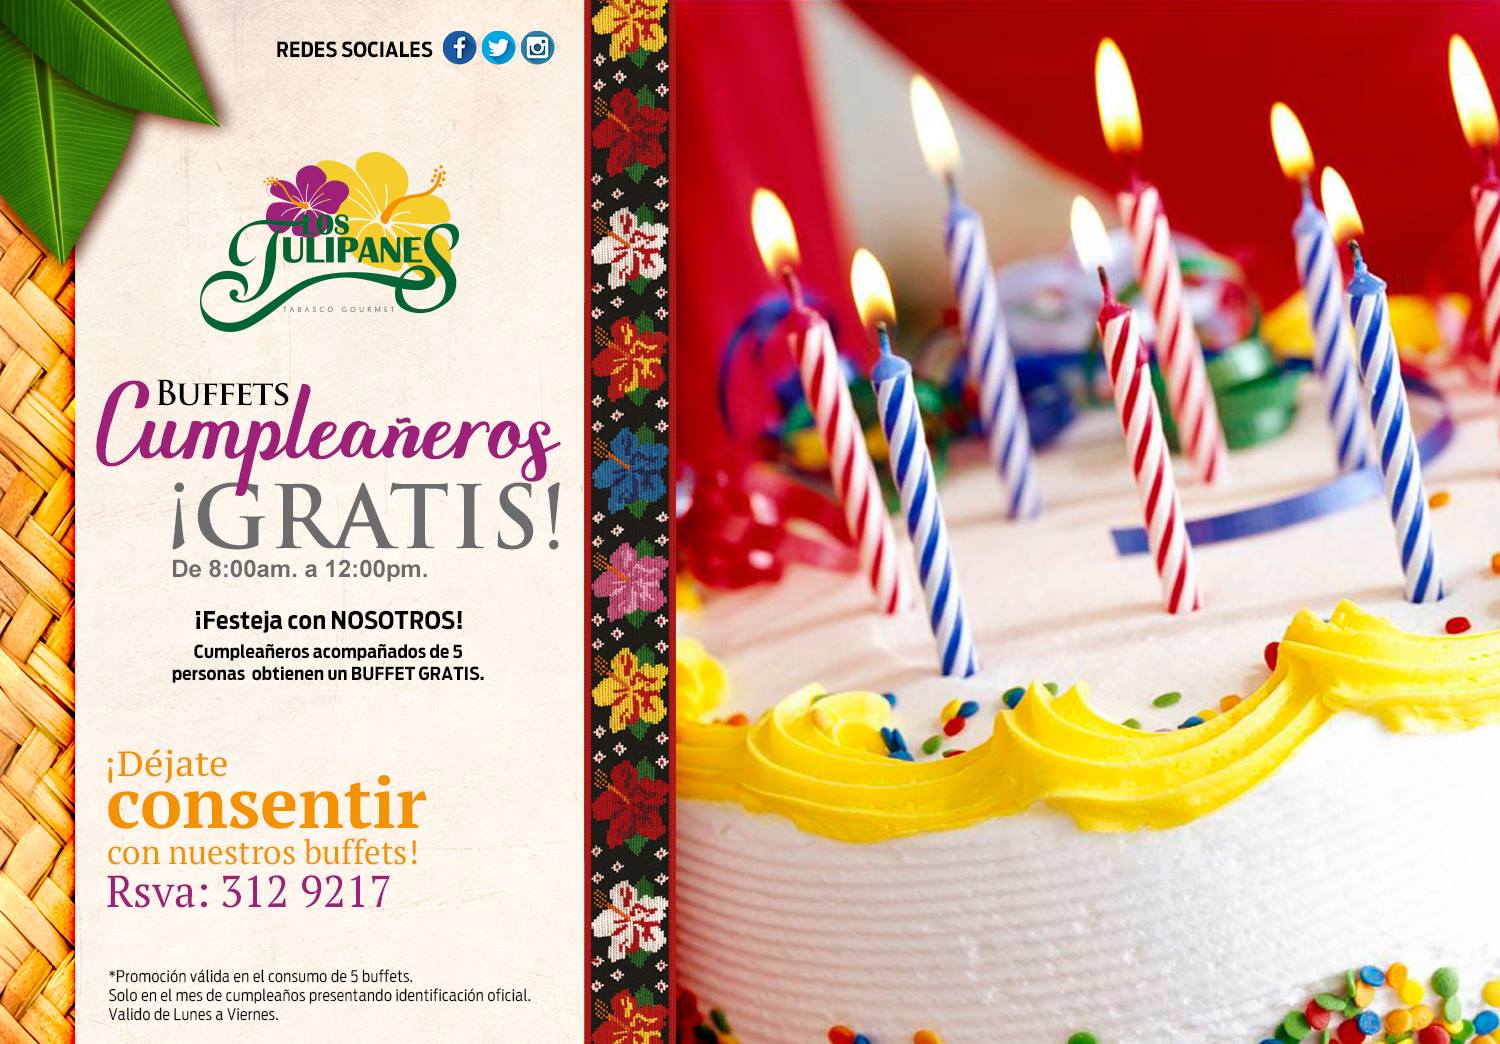 REDES SOCIALES
LOS
TULIPANES
TABASCO GOURMET
BUFFETS
Cumpleañeros
¡GRATIS!
De 8:00am. a 12:00pm.
¡Festeja con NOSOTROS!
Cumpleañeros acompañados de 5
personas obtienen un BUFFET GRATIS.
¡Déjate
consentir
con nuestros buffets!
Rsva: 312 9217
*Promoción válida en el consumo de 5 buffets.
Solo en el mes de cumpleaños presentando identificación oficial.
Valido de Lunes a Viernes.